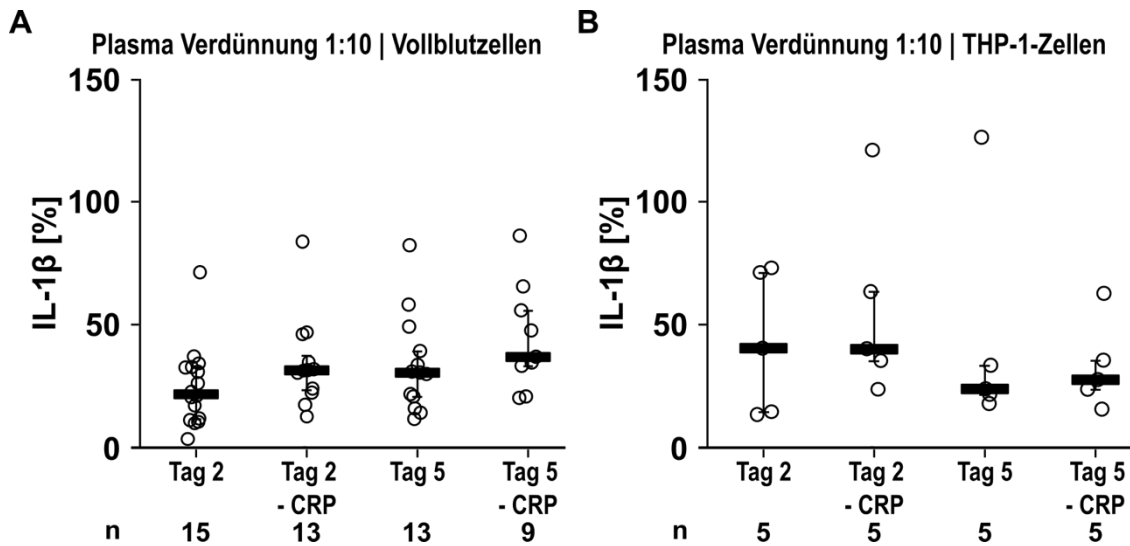 A
Plasma Verdünnung 1:10 | Vollblutzellen
IL-1β [%]
150
100
50
0
Tag 2
Tag 2
- CRP
Tag 5
Tag 5
- CRP
n 15 13 13 9
B
Plasma Verdünnung 1:10 | THP-1-Zellen
IL-1β [%]
150
100
50
0
Tag 2
Tag 2
- CRP
Tag 5
Tag 5
- CRP
n 5 5 5 5